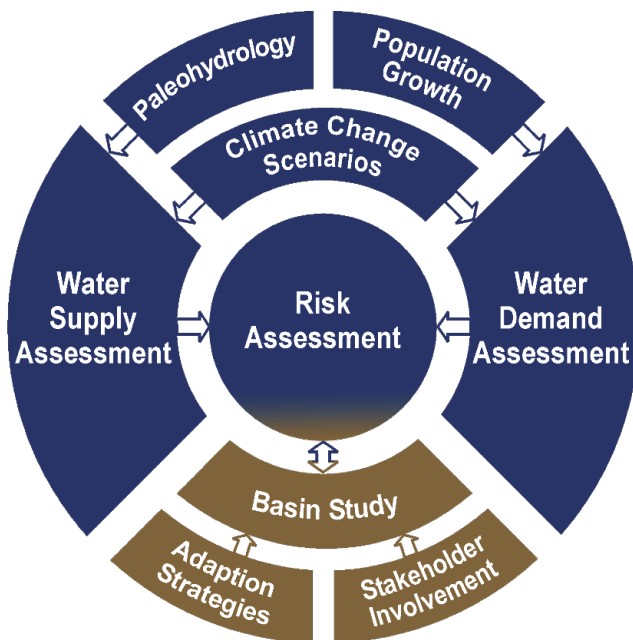 Paleohydrology
Population
Growth
Climate Change
Scenarios
Water
Supply
Assessment
Risk
Assessment
Water
Demand
Assessment
Basin Study
Adaption
Strategies
Stakeholder
Involvement